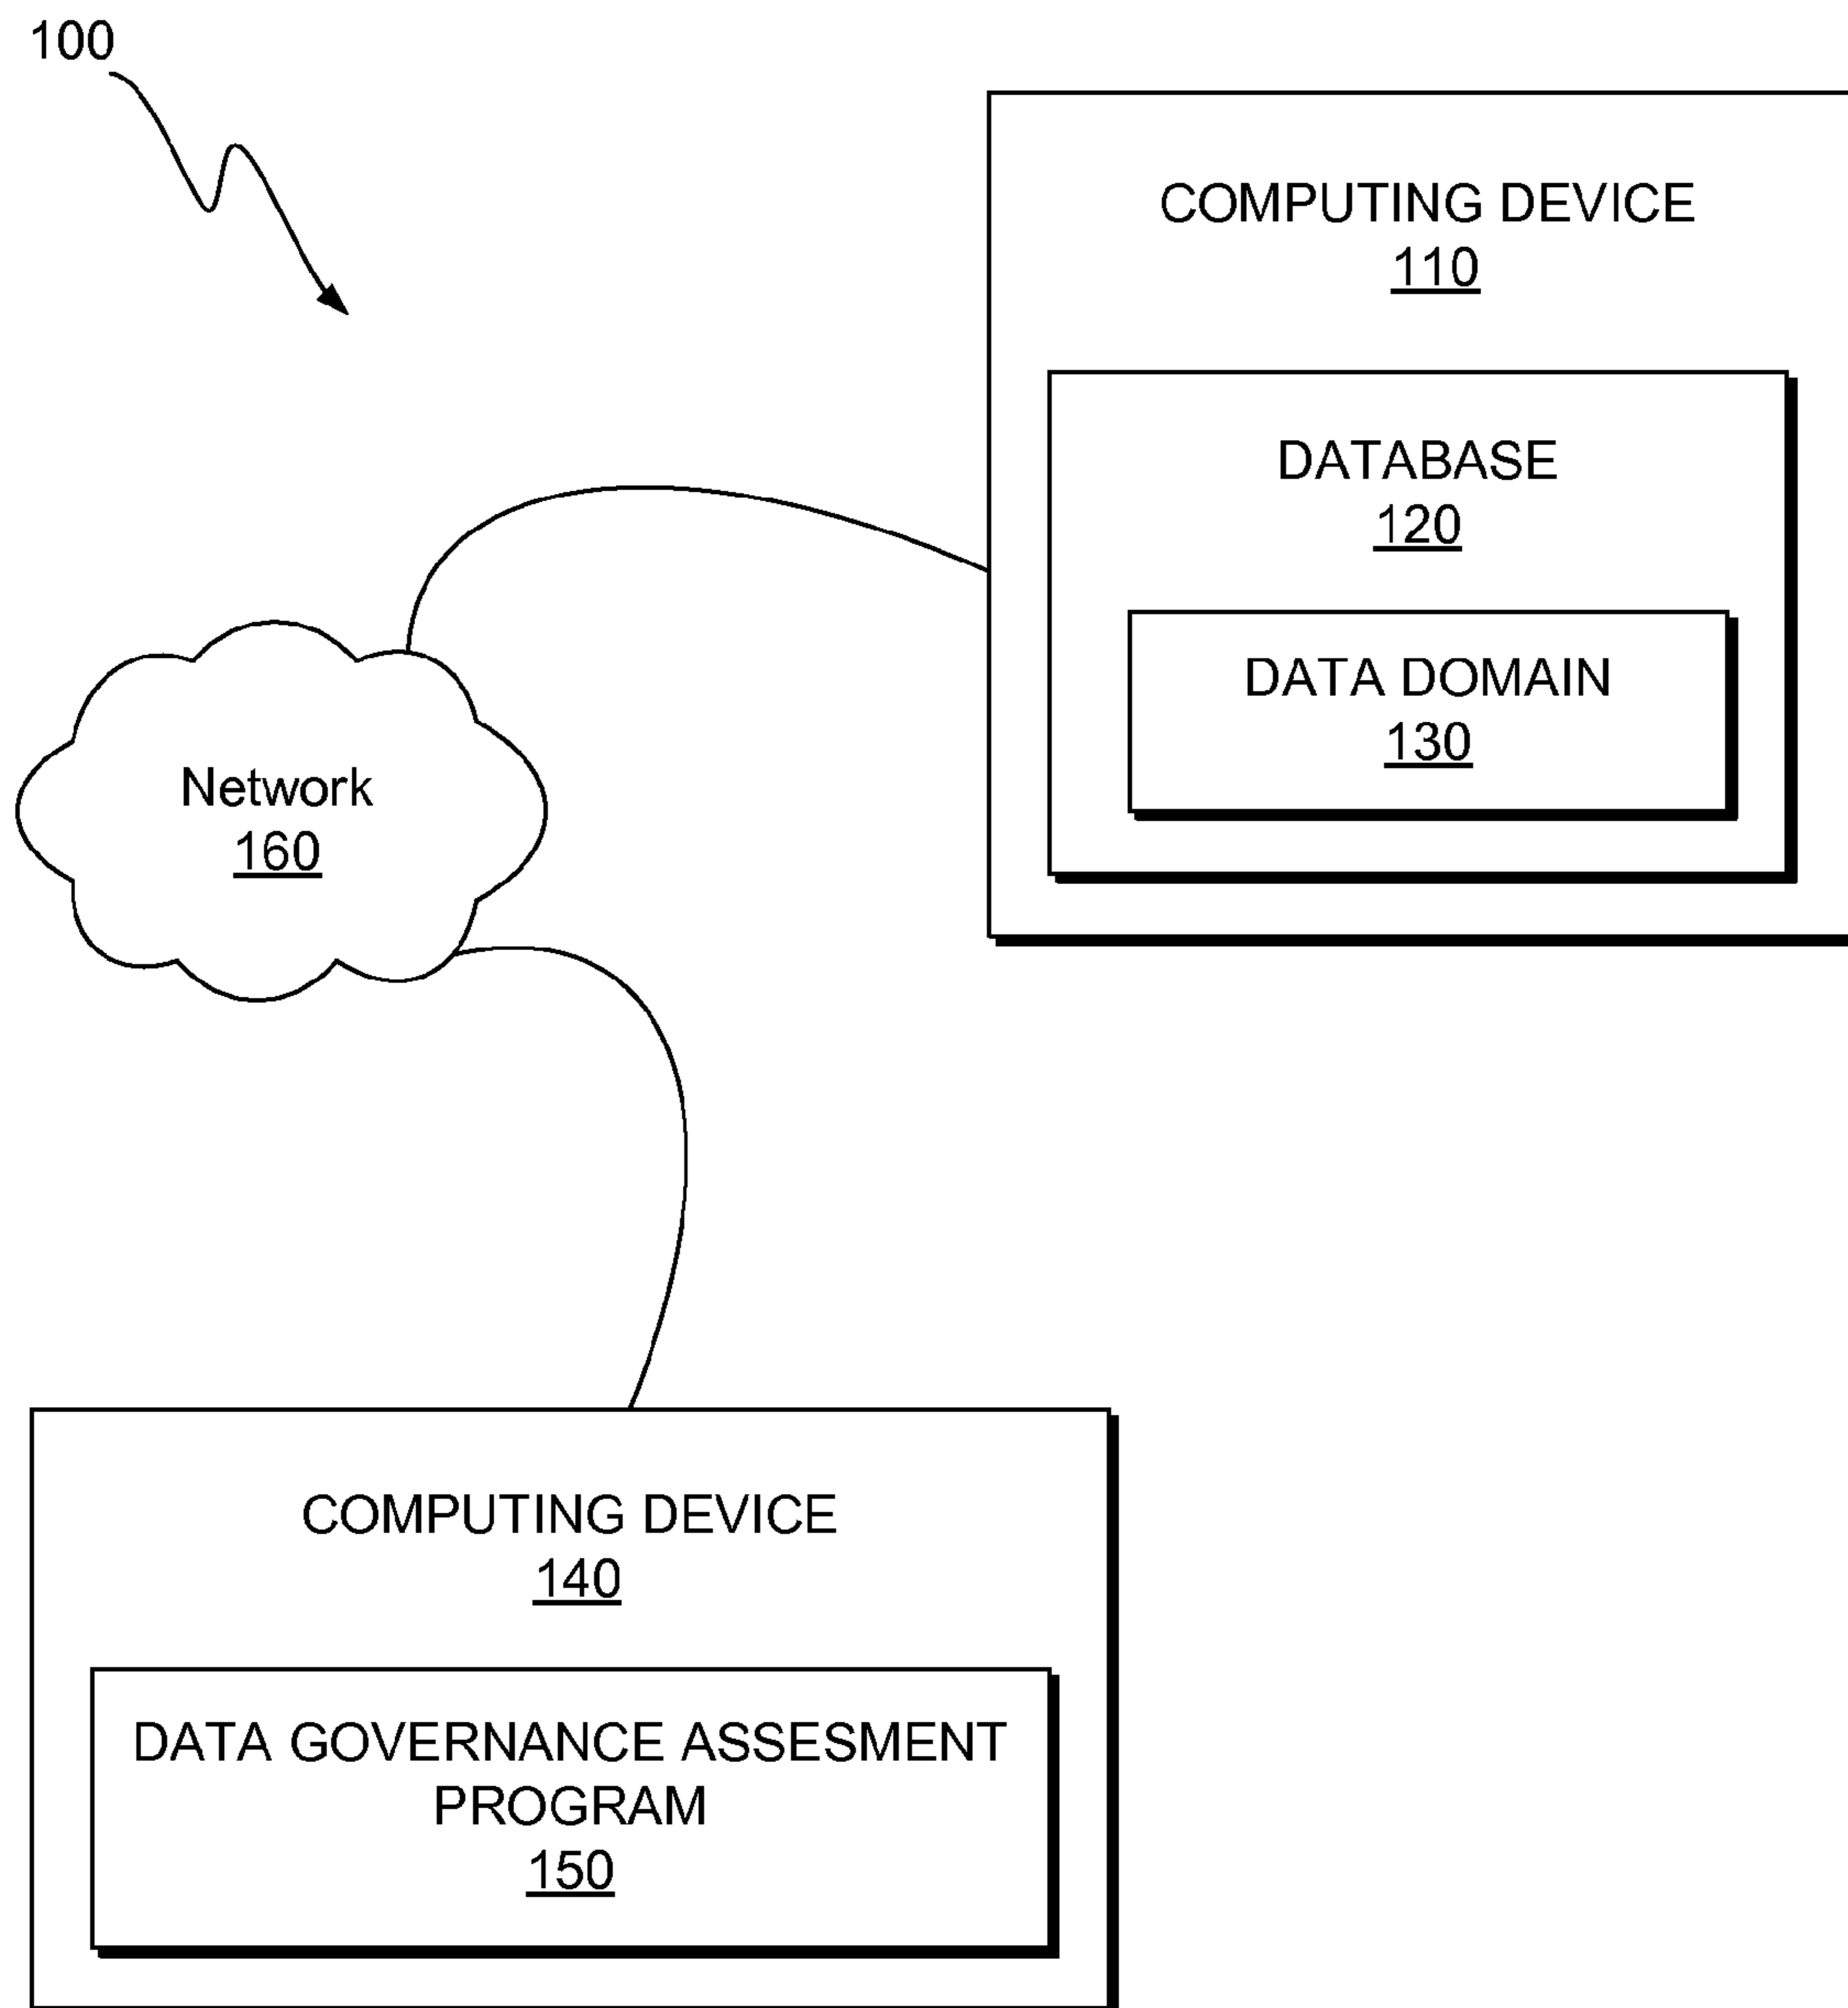 100
COMPUTING DEVICE
110
DATABASE
120
DATA DOMAIN
130
Network
160
COMPUTING DEVICE
140
DATA GOVERNANCE ASSESMENT
PROGRAM
150